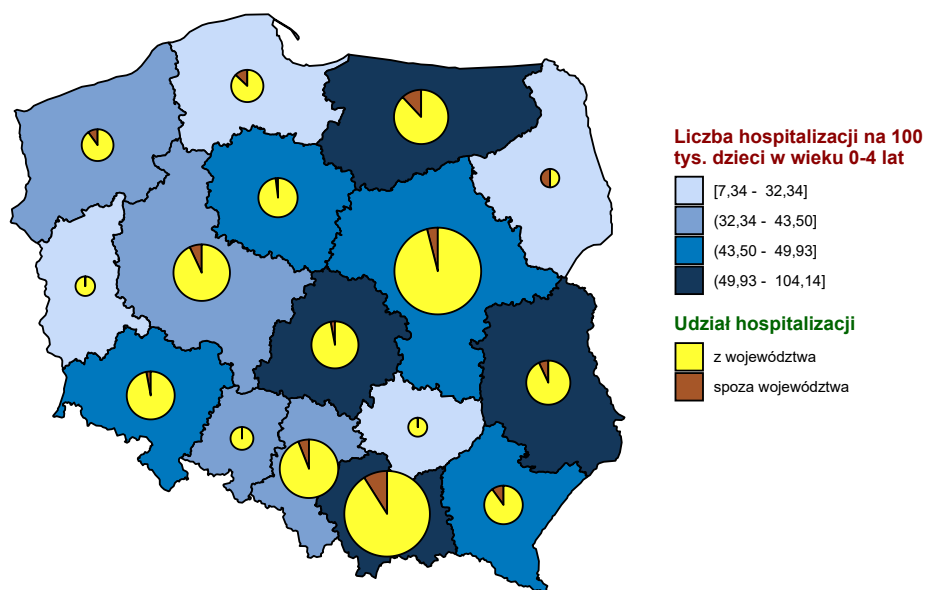 Liczba hospitalizacji na 100
tys. dzieci w wieku 0-4 lat
[7,34 - 32,34]
(32,34 - 43,50]
(43,50 - 49,93]
(49,93 - 104,14]
Udział hospitalizacji
z województwa
spoza województwa